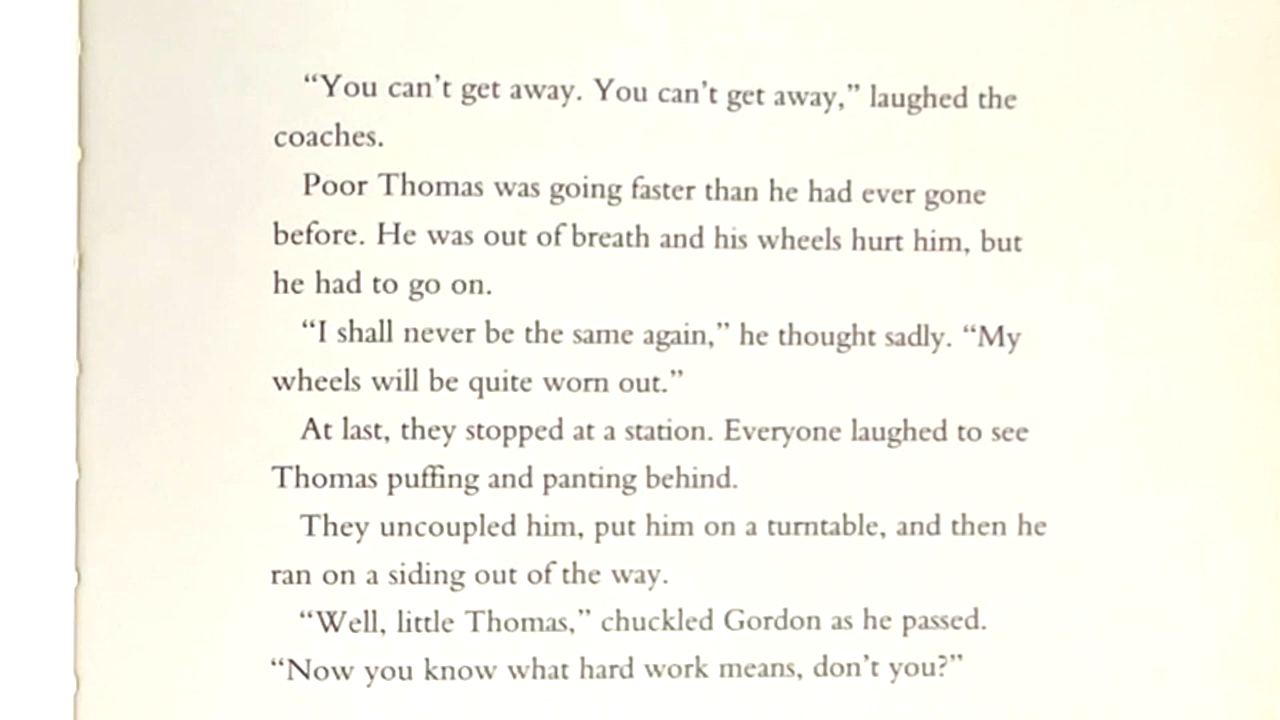 “You can’t get away. You can’t get away,” laughed the
coaches.
Poor Thomas was going faster than he had ever gone
before. He was out of breath and his wheels hurt him, but
he had to go on.
“I shall never be the same again,” he thought sadly. “My
wheels will be quite worn out.”
At last, they stopped at a station. Everyone laughed to see
Thomas puffing and panting behind.
They uncoupled him, put him on a turntable, and then he
ran on a siding out of the way.
“Well, little Thomas,” chuckled Gordon as he passed.
“Now you know what hard work means, don’t you?”